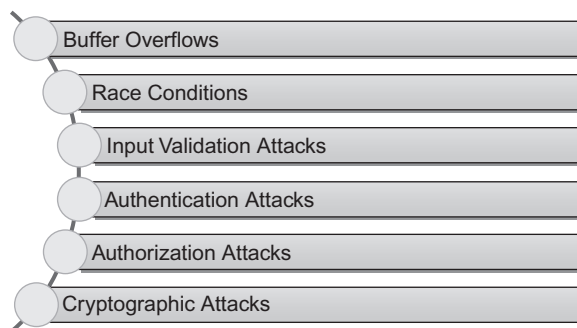 Buffer Overflows
Race Conditions
Input Validation Attacks
Authentication Attacks
Authorization Attacks
Cryptographic Attacks